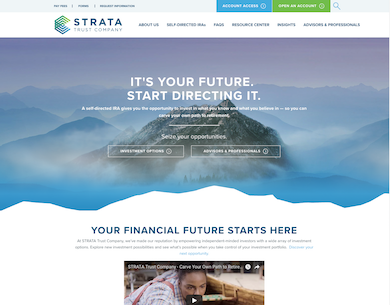 PAY FEES | FORMS | REQUEST INFORMATION
ACCOUNT ACCESS
OPEN AN ACCOUNT
STRATA
TRUST COMPANY
ABOUT US SELF-DIRECTED IRAs FAQS RESOURCE CENTER INSIGHTS ADVISORS & PROFESSIONALS
IT'S YOUR FUTURE.
START DIRECTING IT.
A self-directed IRA gives you the opportunity to invest in what you know and what you believe in — so you can
carve your own path to retirement.
Seize your opportunities.
INVESTMENT OPTIONS
ADVISORS & PROFESSIONALS
YOUR FINANCIAL FUTURE STARTS HERE
At STRATA Trust Company, we've made our reputation by empowering independent-minded investors with a wide array of investment
options. Explore new investment possibilities and see what's possible when you take control of your investment portfolio. Discover your
next opportunity.
STRATA Trust Company - Carve Your Own Path to Retire...